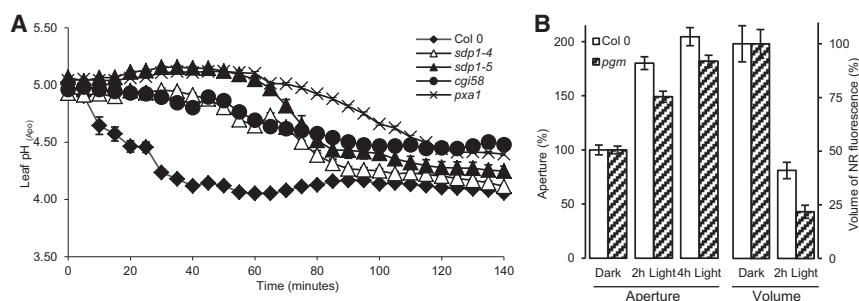 A
5.50
5.00
4.50
4.00
3.50
Leaf pH (Apo)
0
20
40
60
80
100
120
140
Time (minutes)
Col 0
sdp1-4
sdp1-5
cgi58
pxa1
B
200
150
100
50
0
Aperture (%)
Col 0
pgm
100
75
50
25
0
Volume of NR fluorescence (%)
Dark 2h Light 4h Light Dark 2h Light
Aperture Volume